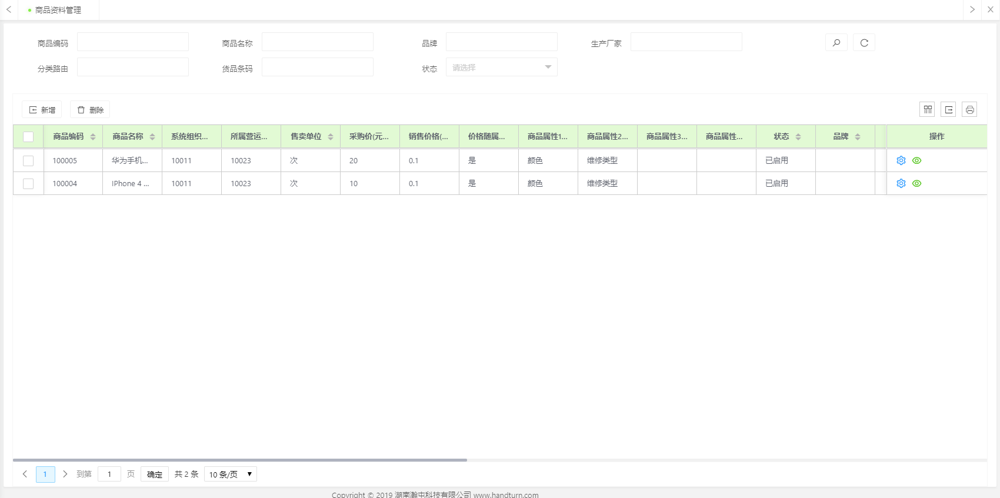 商品资料管理
商品编码 商品名称 品牌 生产厂家
分类路由 货品条码 状态 请选择
新增 删除
商品编码 商品名称 系统组织... 所属营运... 售卖单位 采购价(元... 销售价格(... 价格随属... 商品属性1... 商品属性2... 商品属性3... 商品属性... 状态 品牌 操作
100005 华为手机... 10011 10023 次 20 0.1 是 颜色 维修类型 已启用
100004 IPhone 4 ... 10011 10023 次 10 0.1 是 颜色 维修类型 已启用
1 到第 1 页 确定 共 2 条 10 条/页
Copyright © 2019 湖南瀚屯科技有限公司 www.handturn.com